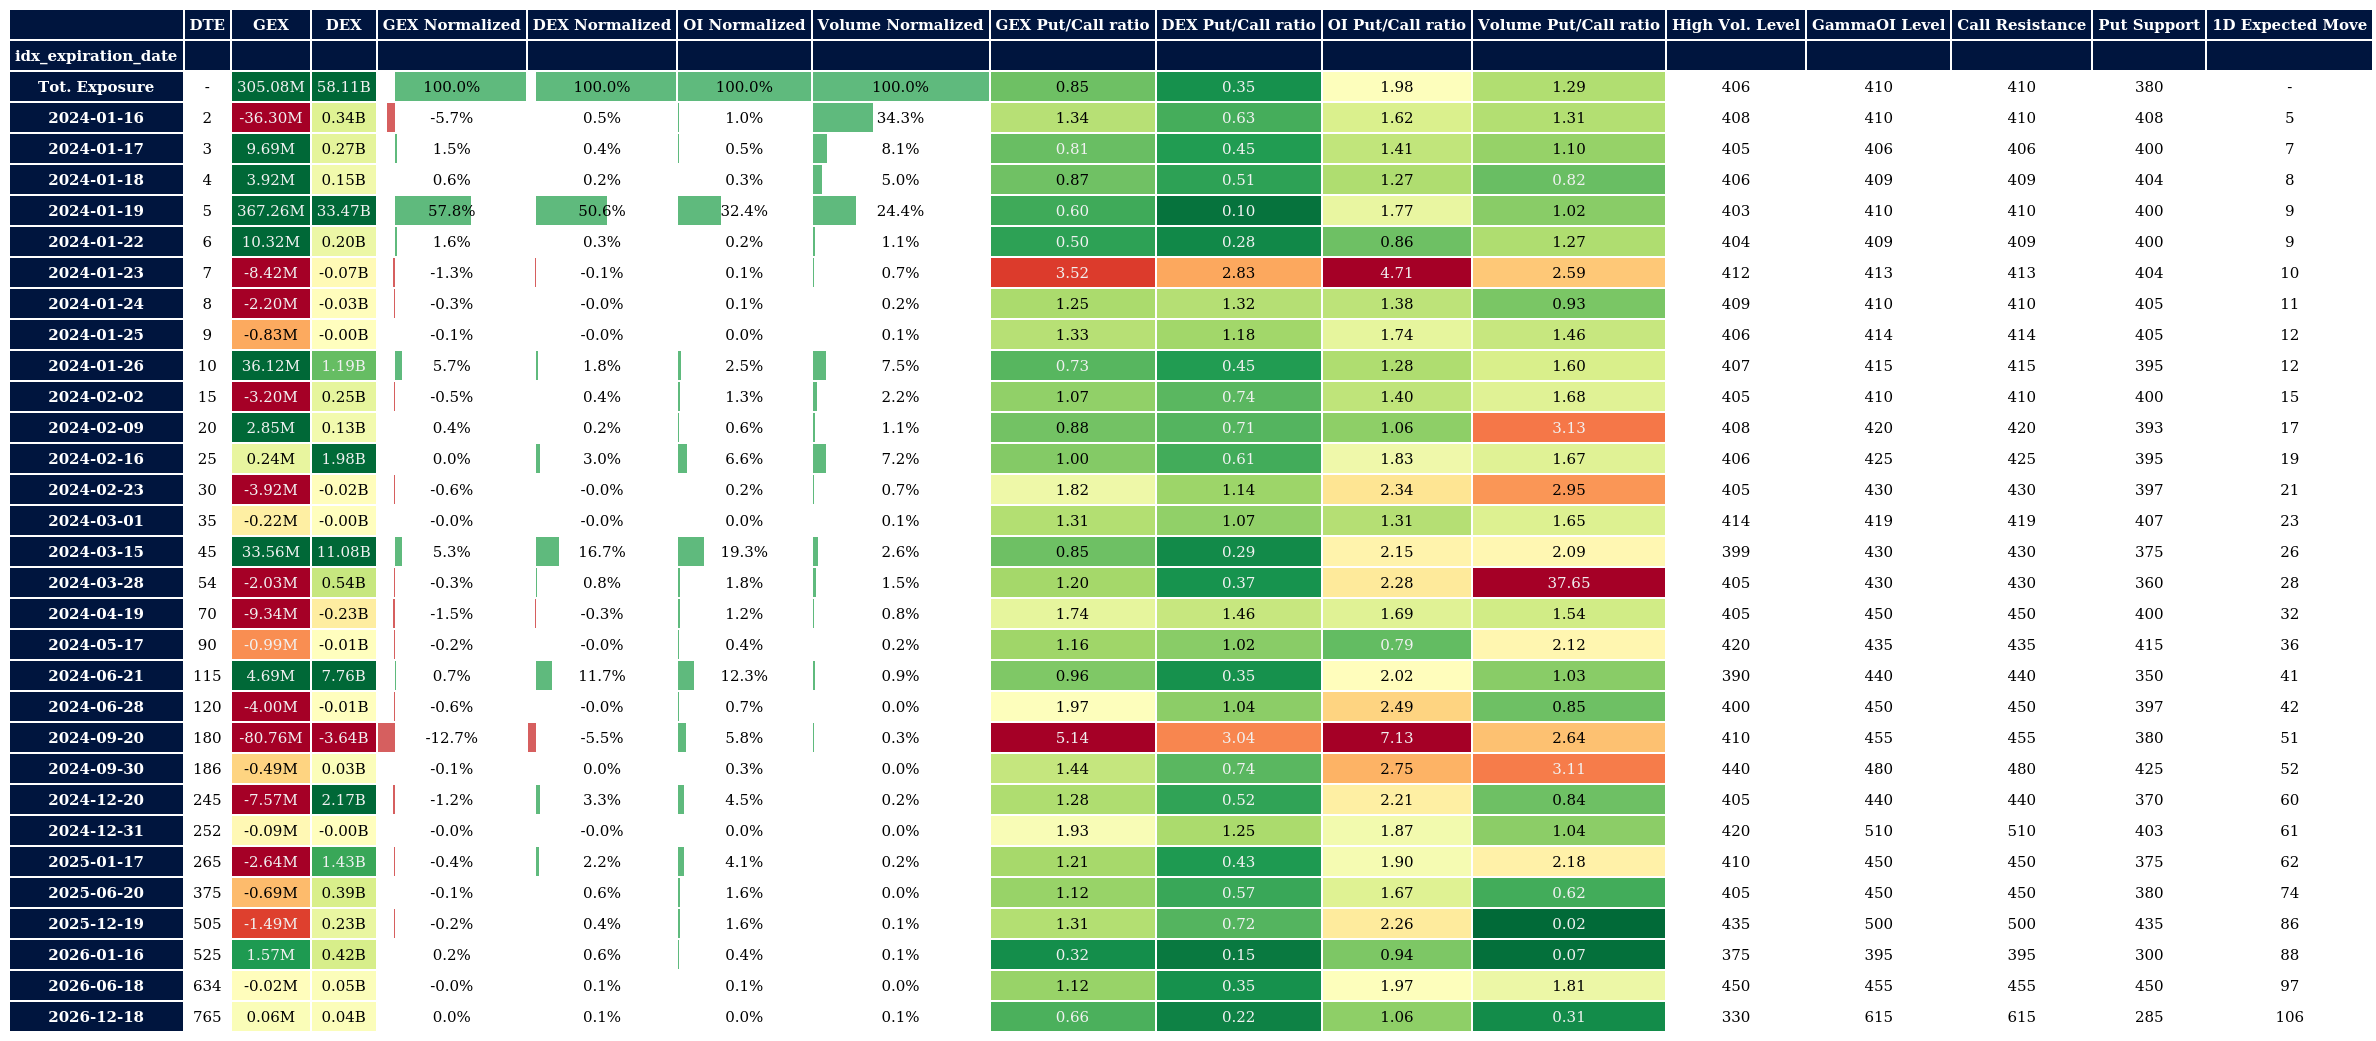 DTE GEX DEX GEX Normalized DEX Normalized OI Normalized Volume Normalized GEX Put/Call ratio DEX Put/Call ratio OI Put/Call ratio Volume Put/Call ratio High Vol. Level GammaOI Level Call Resistance Put Support 1D Expected Move
idx_expiration_date
Tot. Exposure - 305.08M 58.11B 100.0% 100.0% 100.0% 100.0% 0.85 0.35 1.98 1.29 406 410 410 380 -
2024-01-16 2 -36.30M 0.34B -5.7% 0.5% 1.0% 34.3% 1.34 0.63 1.62 1.31 408 410 410 408 5
2024-01-17 3 9.69M 0.27B 1.5% 0.4% 0.5% 8.1% 0.81 0.45 1.41 1.10 405 406 406 400 7
2024-01-18 4 3.92M 0.15B 0.6% 0.2% 0.3% 5.0% 0.87 0.51 1.27 0.82 406 409 409 404 8
2024-01-19 5 367.26M 33.47B 57.8% 50.6% 32.4% 24.4% 0.60 0.10 1.77 1.02 403 410 410 400 9
2024-01-22 6 10.32M 0.20B 1.6% 0.3% 0.2% 1.1% 0.50 0.28 0.86 1.27 404 409 409 400 9
2024-01-23 7 -8.42M -0.07B -1.3% -0.1% 0.1% 0.7% 3.52 2.83 4.71 2.59 412 413 413 404 10
2024-01-24 8 -2.20M -0.03B -0.3% -0.0% 0.1% 0.2% 1.25 1.32 1.38 0.93 409 410 410 405 11
2024-01-25 9 -0.83M -0.00B -0.1% -0.0% 0.0% 0.1% 1.33 1.18 1.74 1.46 406 414 414 405 12
2024-01-26 10 36.12M 1.19B 5.7% 1.8% 2.5% 7.5% 0.73 0.45 1.28 1.60 407 415 415 395 12
2024-02-02 15 -3.20M 0.25B -0.5% 0.4% 1.3% 2.2% 1.07 0.74 1.40 1.68 405 410 410 400 15
2024-02-09 20 2.85M 0.13B 0.4% 0.2% 0.6% 1.1% 0.88 0.71 1.06 3.13 408 420 420 393 17
2024-02-16 25 0.24M 1.98B 0.0% 3.0% 6.6% 7.2% 1.00 0.61 1.83 1.67 406 425 425 395 19
2024-02-23 30 -3.92M -0.02B -0.6% -0.0% 0.2% 0.7% 1.82 1.14 2.34 2.95 405 430 430 397 21
2024-03-01 35 -0.22M -0.00B -0.0% -0.0% 0.0% 0.1% 1.31 1.07 1.31 1.65 414 419 419 407 23
2024-03-15 45 33.56M 11.08B 5.3% 16.7% 19.3% 2.6% 0.85 0.29 2.15 2.09 399 430 430 375 26
2024-03-28 54 -2.03M 0.54B -0.3% 0.8% 1.8% 1.5% 1.20 0.37 2.28 37.65 405 430 430 360 28
2024-04-19 70 -9.34M -0.23B -1.5% -0.3% 1.2% 0.8% 1.74 1.46 1.69 1.54 405 450 450 400 32
2024-05-17 90 -0.99M -0.01B -0.2% -0.0% 0.4% 0.2% 1.16 1.02 0.79 2.12 420 435 435 415 36
2024-06-21 115 4.69M 7.76B 0.7% 11.7% 12.3% 0.9% 0.96 0.35 2.02 1.03 390 440 440 350 41
2024-06-28 120 -4.00M -0.01B -0.6% -0.0% 0.7% 0.0% 1.97 1.04 2.49 0.85 400 450 450 397 42
2024-09-20 180 -80.76M -3.64B -12.7% -5.5% 5.8% 0.3% 5.14 3.04 7.13 2.64 410 455 455 380 51
2024-09-30 186 -0.49M 0.03B -0.1% 0.0% 0.3% 0.0% 1.44 0.74 2.75 3.11 440 480 480 425 52
2024-12-20 245 -7.57M 2.17B -1.2% 3.3% 4.5% 0.2% 1.28 0.52 2.21 0.84 405 440 440 370 60
2024-12-31 252 -0.09M -0.00B -0.0% -0.0% 0.0% 0.0% 1.93 1.25 1.87 1.04 420 510 510 403 61
2025-01-17 265 -2.64M 1.43B -0.4% 2.2% 4.1% 0.2% 1.21 0.43 1.90 2.18 410 450 450 375 62
2025-06-20 375 -0.69M 0.39B -0.1% 0.6% 1.6% 0.0% 1.12 0.57 1.67 0.62 405 450 450 380 74
2025-12-19 505 -1.49M 0.23B -0.2% 0.4% 1.6% 0.1% 1.31 0.72 2.26 0.02 435 500 500 435 86
2026-01-16 525 1.57M 0.42B 0.2% 0.6% 0.4% 0.1% 0.32 0.15 0.94 0.07 375 395 395 300 88
2026-06-18 634 -0.02M 0.05B -0.0% 0.1% 0.1% 0.0% 1.12 0.35 1.97 1.81 450 455 455 450 97
2026-12-18 765 0.06M 0.04B 0.0% 0.1% 0.0% 0.1% 0.66 0.22 1.06 0.31 330 615 615 285 106